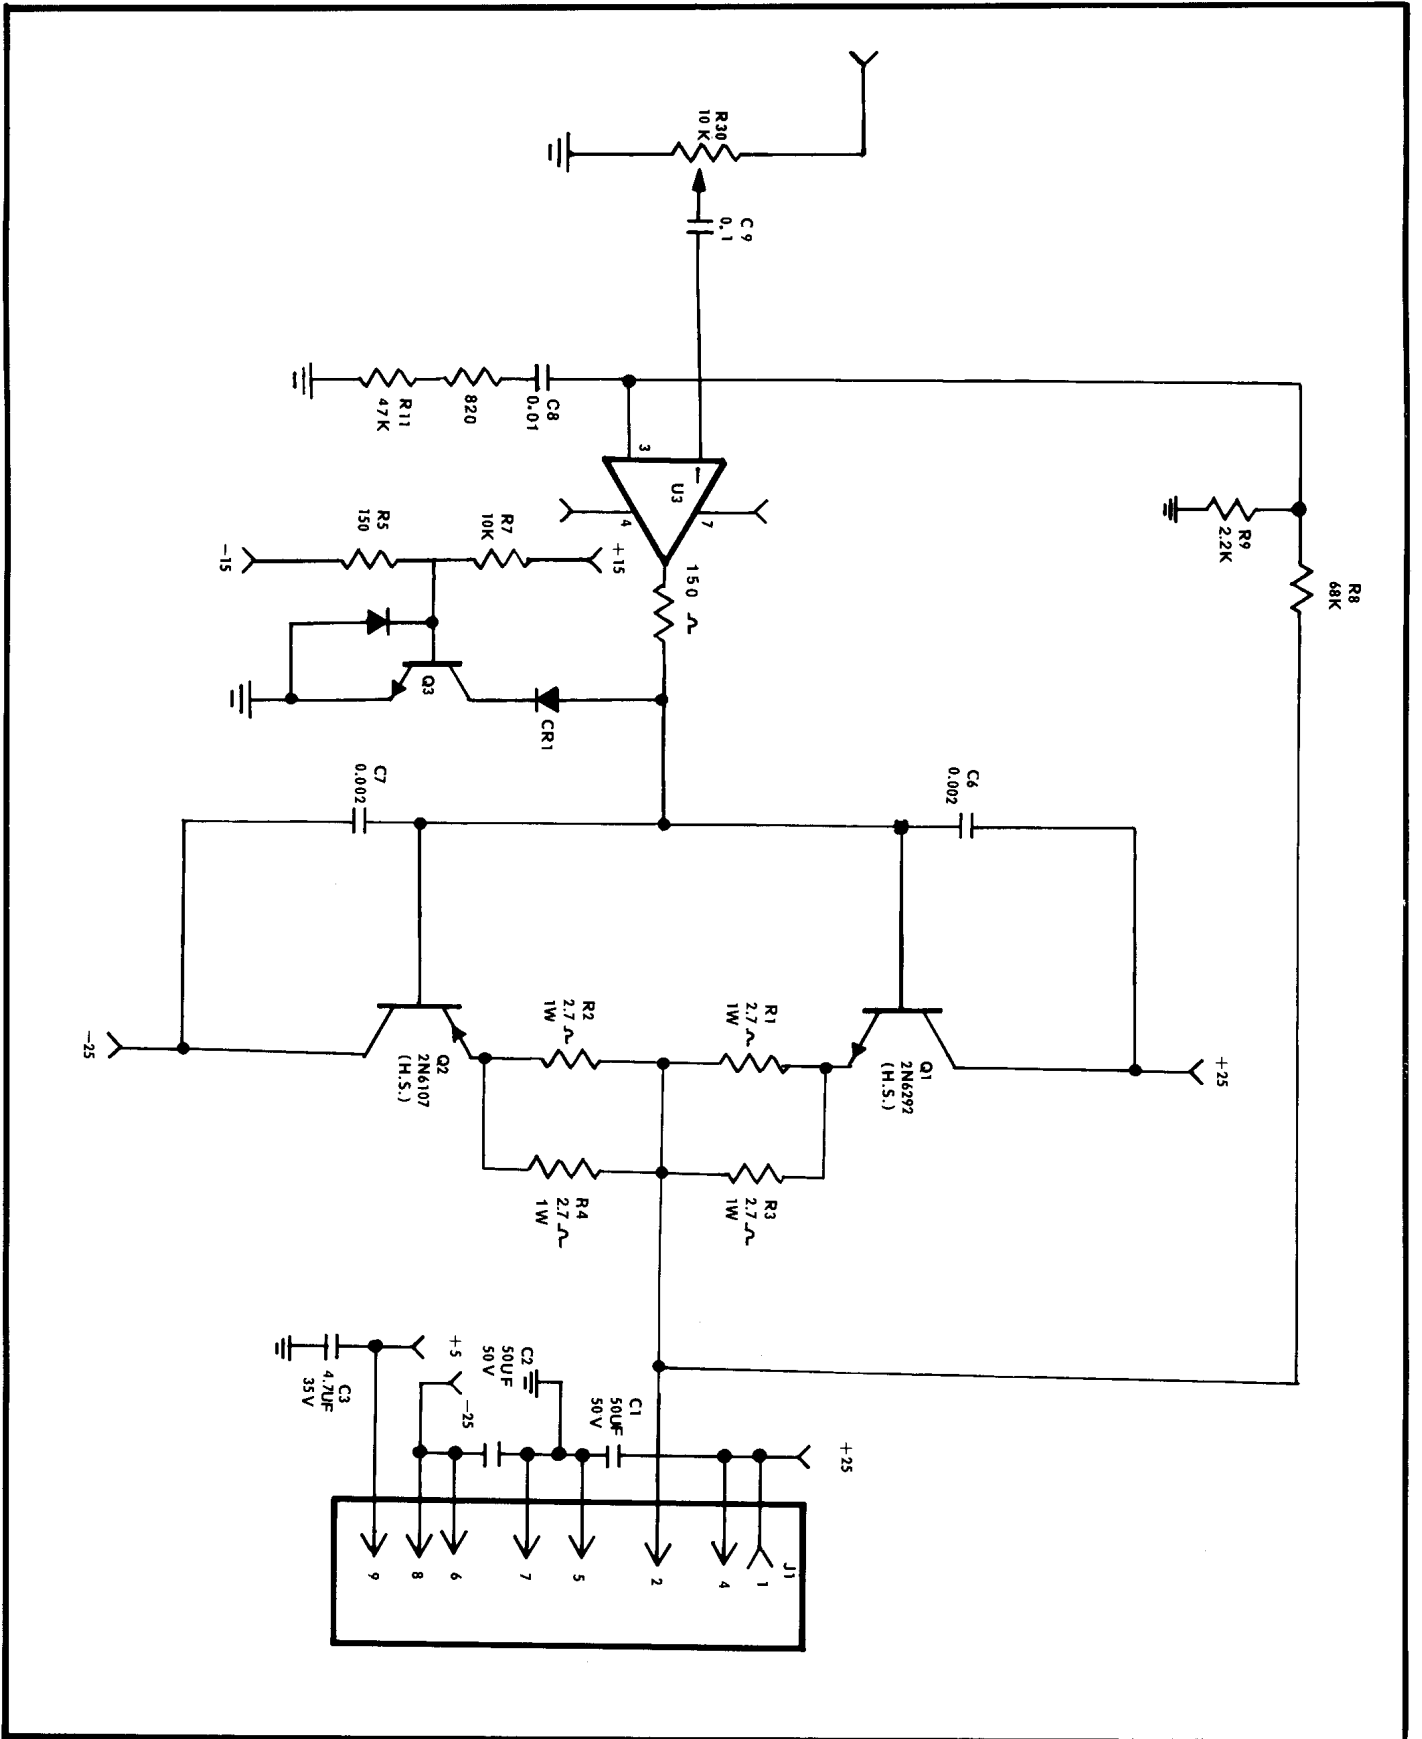 R8
68K
R9
2.2K
+25
Q1
2N6292
(H.S.)
C6
0.002
+25
J1
1
4
2
5
7
6
8
9
R1
2.7
1W
R3
2.7
1W
C1
50UF
50V
C2
50UF
50V
R2
2.7
1W
R4
2.7
1W
-25
+5
C3
4.7UF
35V
R30
10K
C9
0.1
150
U3
–
3
7
4
+15
R7
10K
R5
150
-15
C8
0.01
820
R11
47K
CR1
Q3
C7
0.002
Q2
2N6107
(H.S.)
-25